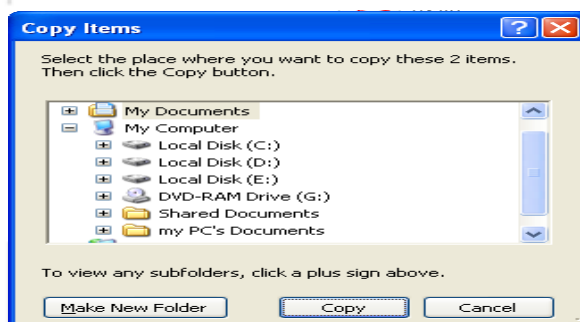 Copy Items
Select the place where you want to copy these 2 items.
Then click the Copy button.
My Documents
My Computer
Local Disk (C:)
Local Disk (D:)
Local Disk (E:)
DVD-RAM Drive (G:)
Shared Documents
my PC's Documents
To view any subfolders, click a plus sign above.
Make New Folder Copy Cancel